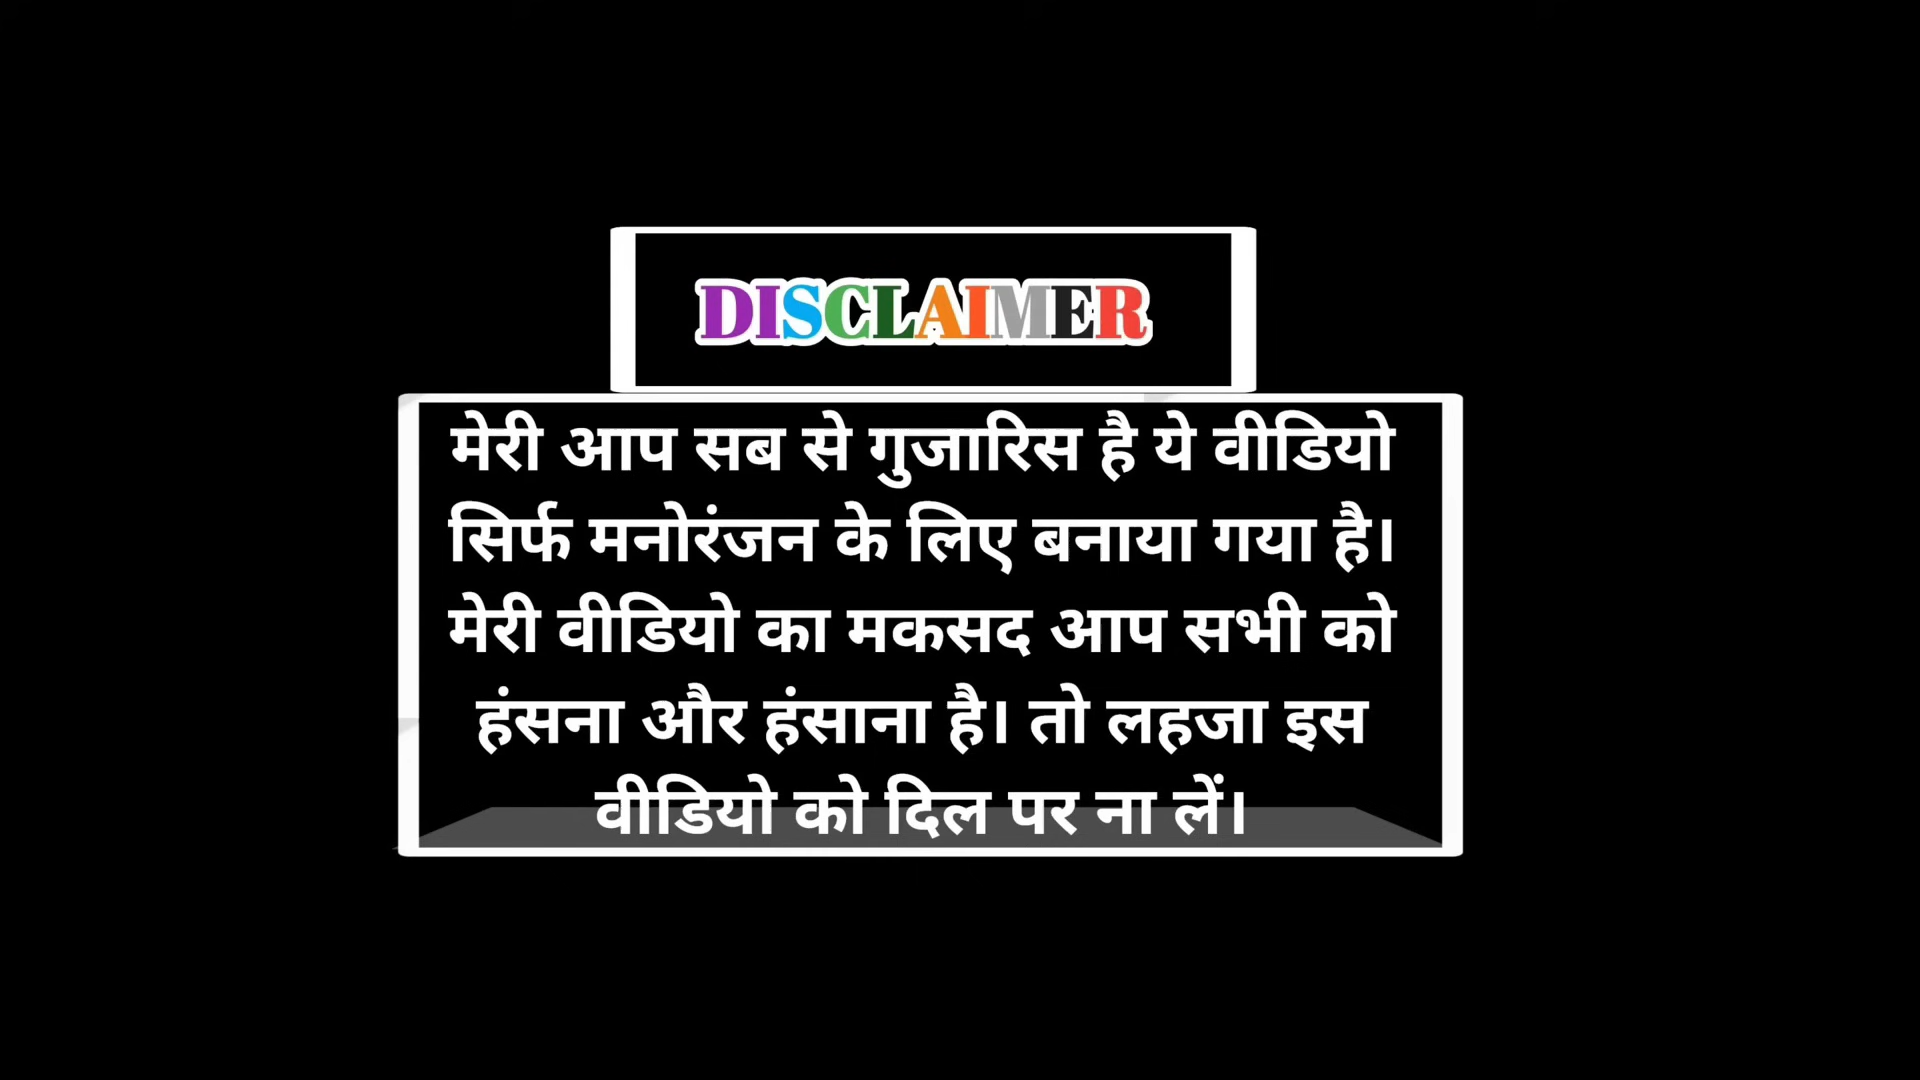 DISCLAIMER
मेरी आप सब से गुजारिस है ये वीडियो
सिर्फ मनोरंजन के लिए बनाया गया है।
मेरी वीडियो का मकसद आप सभी को
हंसना और हंसाना है। तो लहजा इस
वीडियो को दिल पर ना लें।